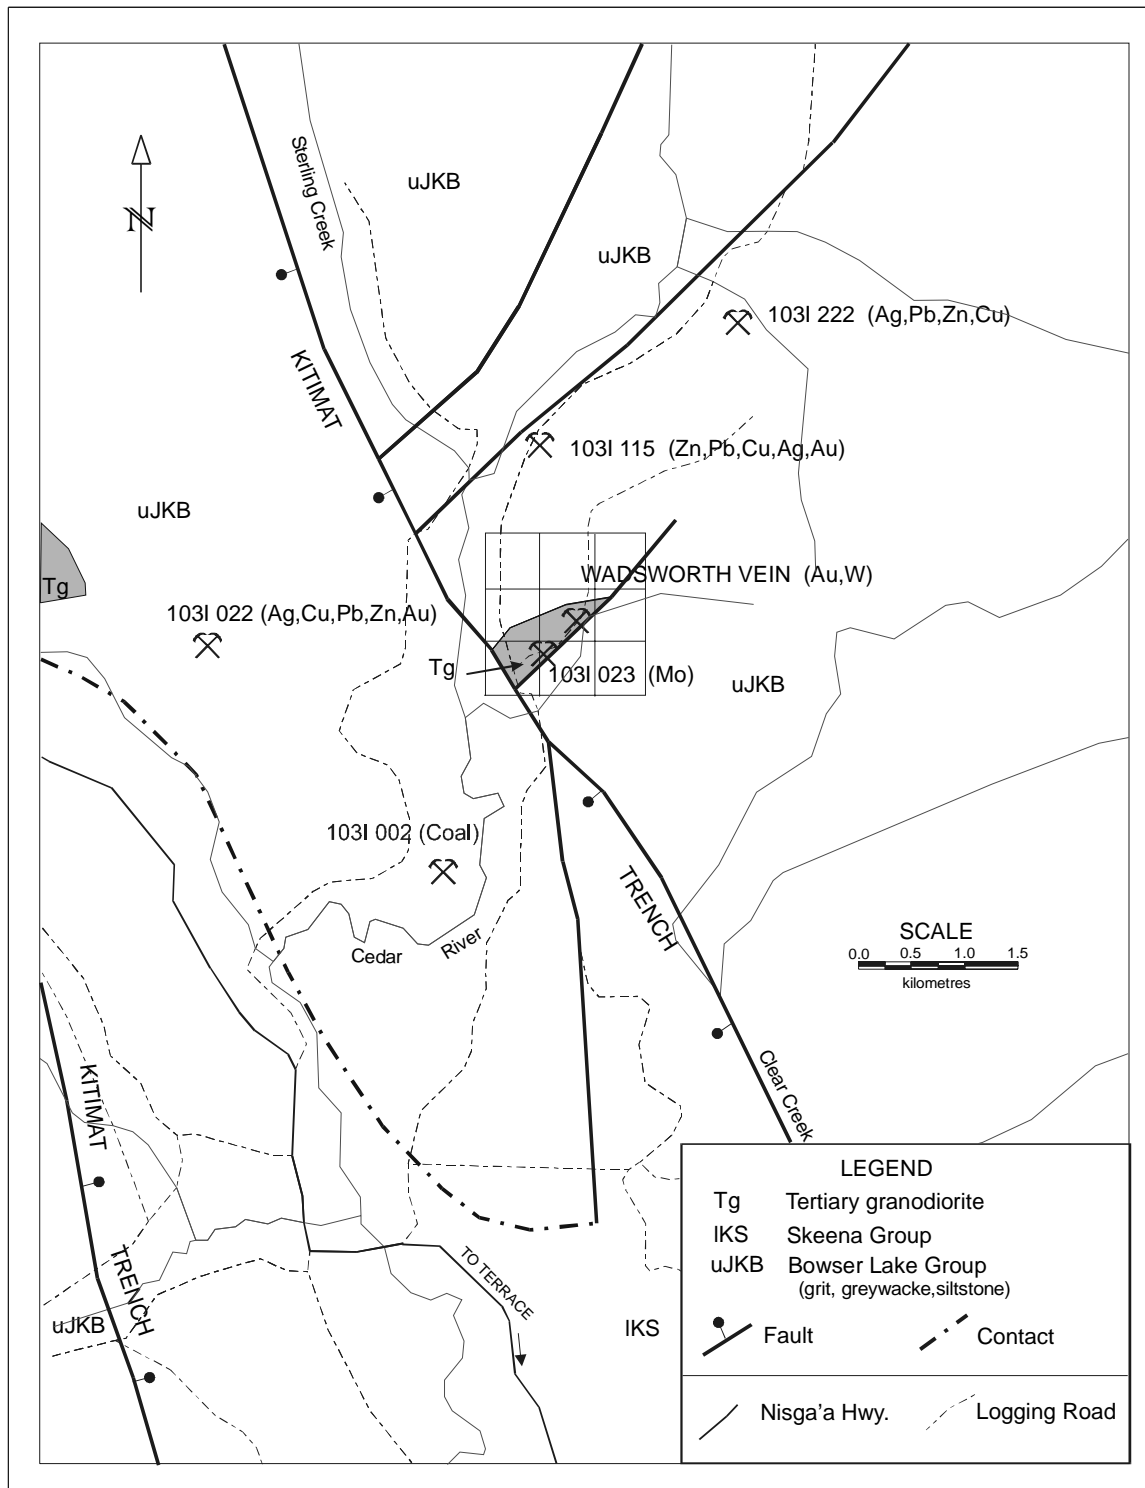 Sterling Creek
uJKB
uJKB
N
103I 222 (Ag,Pb,Zn,Cu)
KITIMAT
103I 115 (Zn,Pb,Cu,Ag,Au)
uJKB
Tg
WADSWORTH VEIN (Au,W)
103I 022 (Ag,Cu,Pb,Zn,Au)
Tg
103I 023 (Mo)
uJKB
103I 002 (Coal)
TRENCH
Cedar River
SCALE
0.0 0.5 1.0 1.5
kilometres
KITIMAT
Clear Creek
TRENCH
TO TERRACE
uJKB
lKS
LEGEND
Tg Tertiary granodiorite
lKS Skeena Group
uJKB Bowser Lake Group
(grit, greywacke,siltstone)
Fault Contact
Nisga'a Hwy. Logging Road